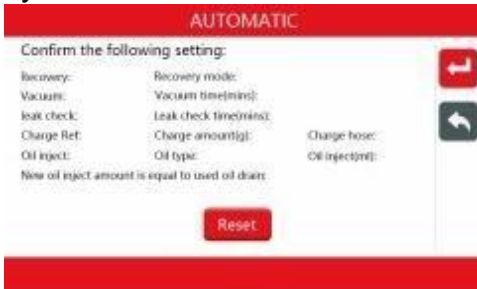 AUTOMATIC
Confirm the following setting:
Recovery: Recovery mode:
Vacuum: Vacuum time(mins):
leak check: Leak check time(mins):
Charge Ref: Charge amount(g): Charge hose:
Oil inject: Oil type: Oil inject(ml):
New oil inject amount is equal to used oil drain:
Reset